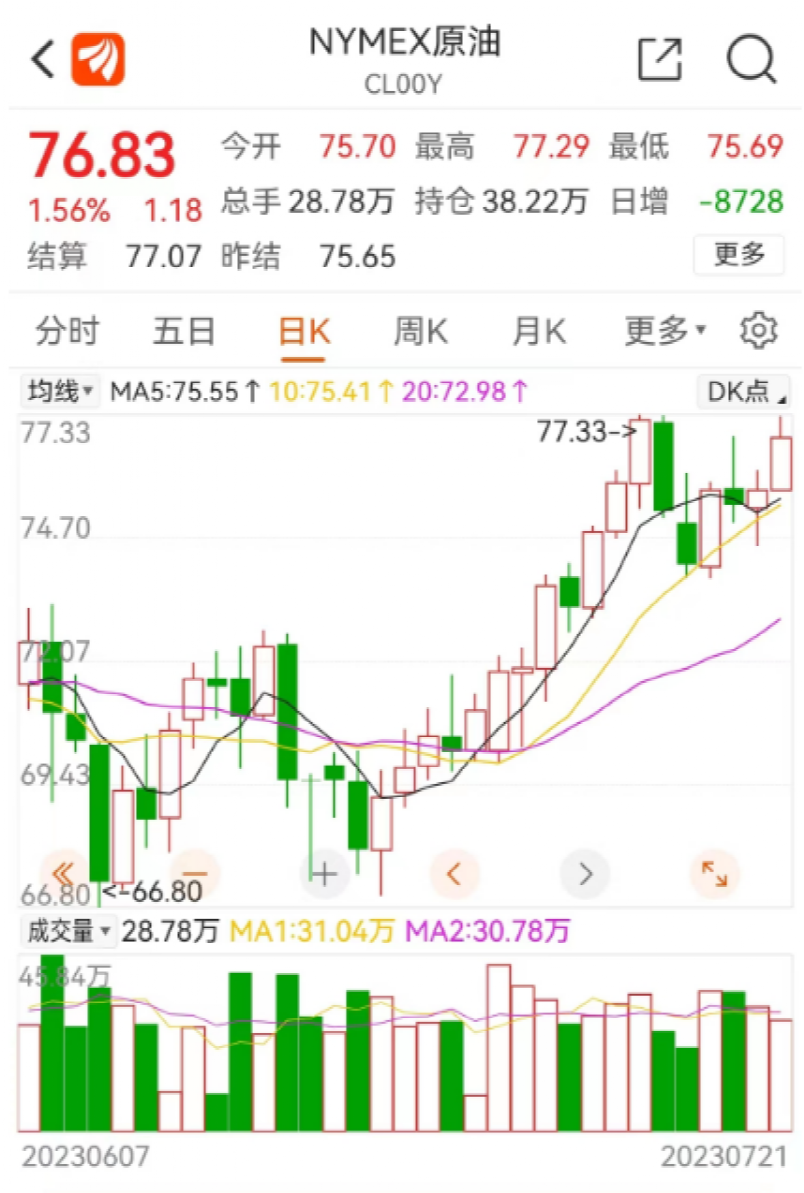 NYMEX原油
CL00Y
76.83 今开 75.70 最高 77.29 最低 75.69
1.56% 1.18 总手 28.78万 持仓 38.22万 日增 -8728
结算 77.07 昨结 75.65 更多
分时 五日 日K 周K 月K 更多▾
均线▾ MA5:75.55↑ 10:75.41↑ 20:72.98↑ DK点
77.33
77.33->
74.70
72.07
69.43
66.80
<-66.80
成交量▾ 28.78万 MA1:31.04万 MA2:30.78万
45.84万
20230607 20230721